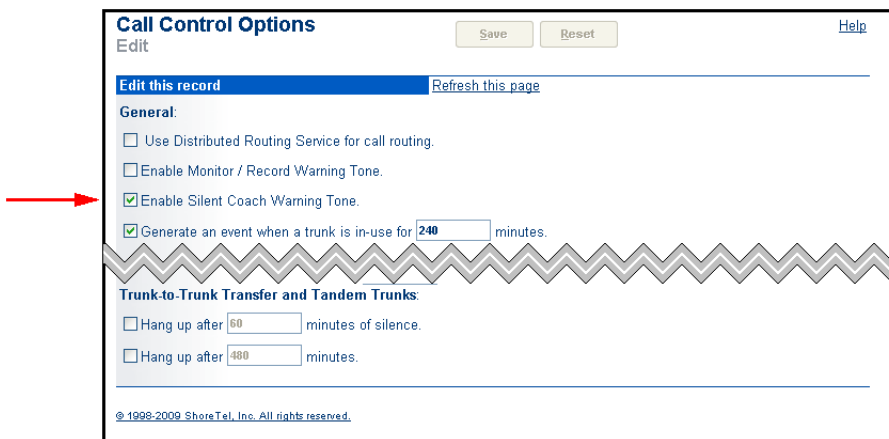 Call Control Options
Edit
Save
Reset
Help
Edit this record
Refresh this page
General:
Use Distributed Routing Service for call routing.
Enable Monitor / Record Warning Tone.
Enable Silent Coach Warning Tone.
Generate an event when a trunk is in-use for 240 minutes.
Trunk-to-Trunk Transfer and Tandem Trunks:
Hang up after 60 minutes of silence.
Hang up after 480 minutes.
© 1998-2009 ShoreTel, Inc. All rights reserved.